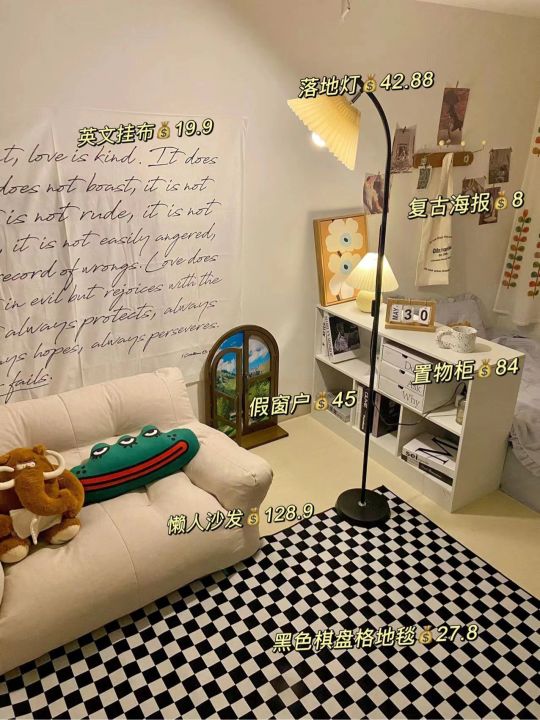 落地灯💰42.88
英文挂布💰19.9
t, love is kind. It does
does not boast, it is not
is not rude, it is not
, it is not easily angered,
record of wrongs. Love does
in evil but rejoices with the
always protects, always
ays hopes, always perseveres.
-fails.
复古海报💰8
MAY 30
置物柜💰84
Why
假窗户💰45
懒人沙发💰128.9
黑色棋盘格地毯💰27.8